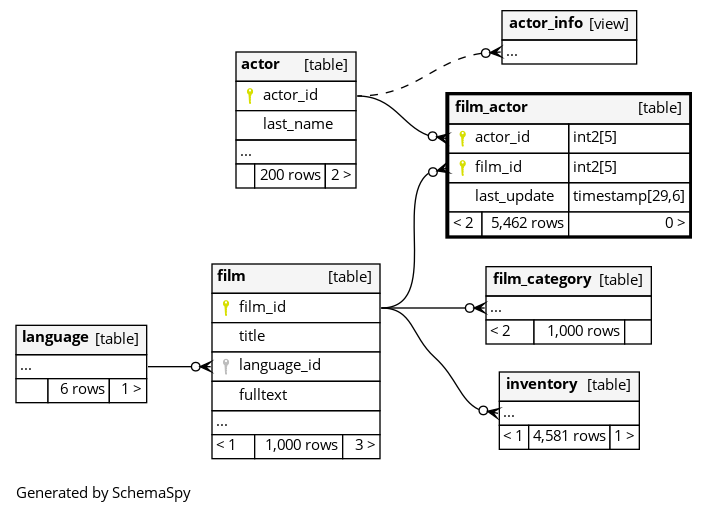 actor_info [view]
...
actor [table]
actor_id
last_name
...
200 rows 2 >
film_actor [table]
actor_id int2[5]
film_id int2[5]
last_update timestamp[29,6]
< 2 5,462 rows 0 >
film [table]
film_id
title
language_id
fulltext
...
< 1 1,000 rows 3 >
film_category [table]
...
< 2 1,000 rows
language [table]
...
6 rows 1 >
inventory [table]
...
< 1 4,581 rows 1 >
Generated by SchemaSpy